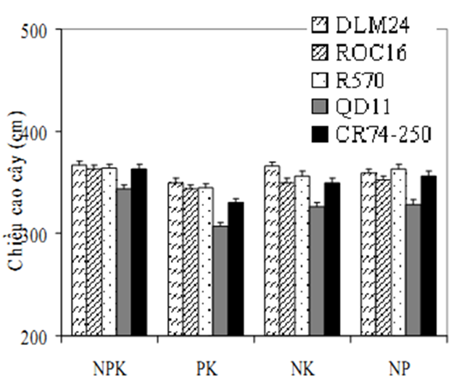 500
400
300
200
Chiều cao cây (cm)
DLM24
ROC16
R570
QD11
CR74-250
NPK PK NK NP